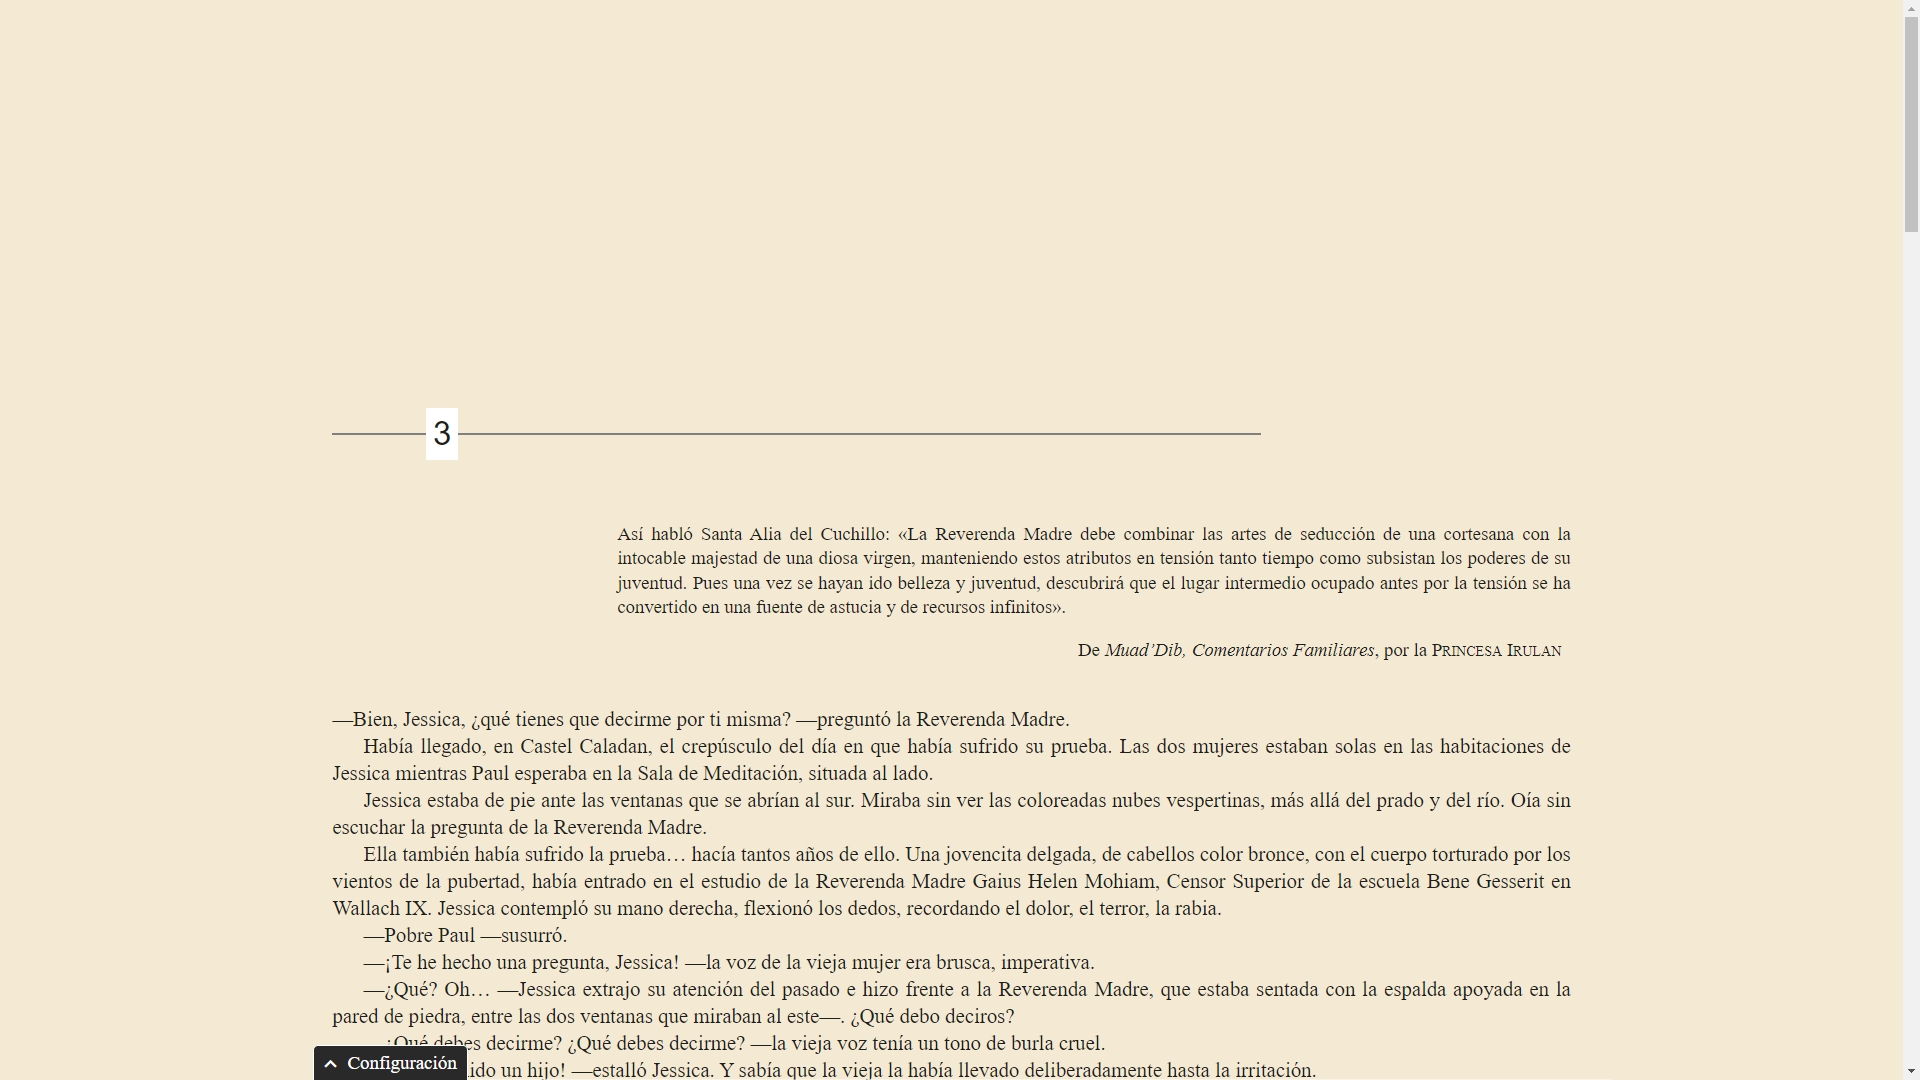 3
Así habló Santa Alia del Cuchillo: «La Reverenda Madre debe combinar las artes de seducción de una cortesana con la
intocable majestad de una diosa virgen, manteniendo estos atributos en tensión tanto tiempo como subsistan los poderes de su
juventud. Pues una vez se hayan ido belleza y juventud, descubrirá que el lugar intermedio ocupado antes por la tensión se ha
convertido en una fuente de astucia y de recursos infinitos».
De Muad’Dib, Comentarios Familiares, por la PRINCESA IRULAN
—Bien, Jessica, ¿qué tienes que decirme por ti misma? —preguntó la Reverenda Madre.
Había llegado, en Castel Caladan, el crepúsculo del día en que había sufrido su prueba. Las dos mujeres estaban solas en las habitaciones de
Jessica mientras Paul esperaba en la Sala de Meditación, situada al lado.
Jessica estaba de pie ante las ventanas que se abrían al sur. Miraba sin ver las coloreadas nubes vespertinas, más allá del prado y del río. Oía sin
escuchar la pregunta de la Reverenda Madre.
Ella también había sufrido la prueba… hacía tantos años de ello. Una jovencita delgada, de cabellos color bronce, con el cuerpo torturado por los
vientos de la pubertad, había entrado en el estudio de la Reverenda Madre Gaius Helen Mohiam, Censor Superior de la escuela Bene Gesserit en
Wallach IX. Jessica contempló su mano derecha, flexionó los dedos, recordando el dolor, el terror, la rabia.
—Pobre Paul —susurró.
—¡Te he hecho una pregunta, Jessica! —la voz de la vieja mujer era brusca, imperativa.
—¿Qué? Oh… —Jessica extrajo su atención del pasado e hizo frente a la Reverenda Madre, que estaba sentada con la espalda apoyada en la
pared de piedra, entre las dos ventanas que miraban al este—. ¿Qué debo deciros?
¿Qué debes decirme? ¿Qué debes decirme? —la vieja voz tenía un tono de burla cruel.
un hijo! —estalló Jessica. Y sabía que la vieja la había llevado deliberadamente hasta la irritación.
Configuración